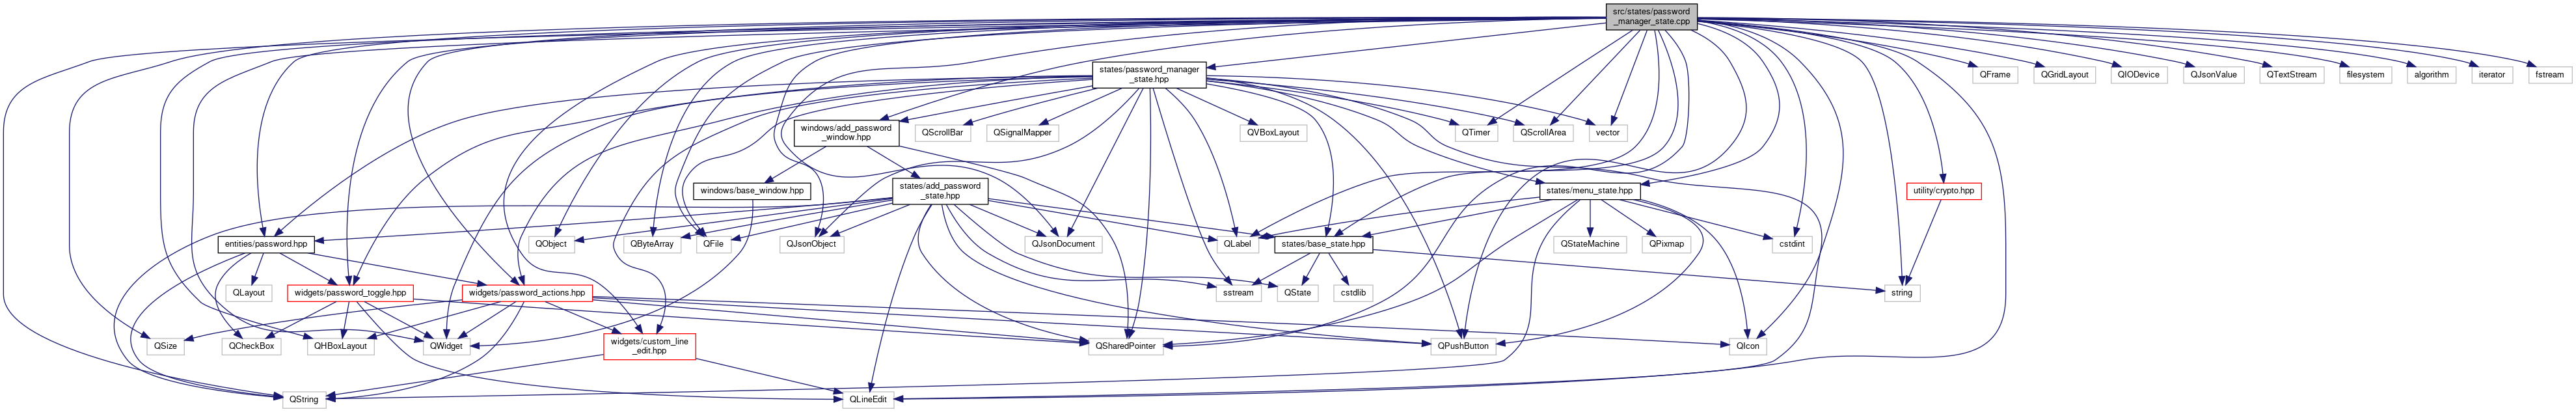 src/states/password
_manager_state.cpp
states/password_manager
_state.hpp
QFrame
QGridLayout
QIODevice
QJsonValue
QTextStream
filesystem
algorithm
iterator
fstream
windows/add_password
_window.hpp
QScrollBar
QSignalMapper
QVBoxLayout
QTimer
QScrollArea
vector
windows/base_window.hpp
states/add_password
_state.hpp
states/menu_state.hpp
utility/crypto.hpp
entities/password.hpp
QObject
QByteArray
QFile
QJsonObject
QJsonDocument
QLabel
states/base_state.hpp
QStateMachine
QPixmap
cstdint
QLayout
widgets/password_toggle.hpp
widgets/password_actions.hpp
sstream
QState
cstdlib
string
QSize
QCheckBox
QHBoxLayout
QWidget
widgets/custom_line
_edit.hpp
QSharedPointer
QPushButton
QIcon
QString
QLineEdit